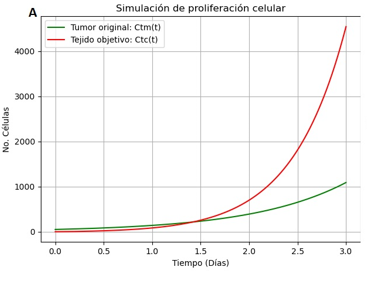 A
Simulación de proliferación celular
Tumor original: Ctm(t)
Tejido objetivo: Ctc(t)
No. Células
4000
3000
2000
1000
0
0.0 0.5 1.0 1.5 2.0 2.5 3.0
Tiempo (Días)